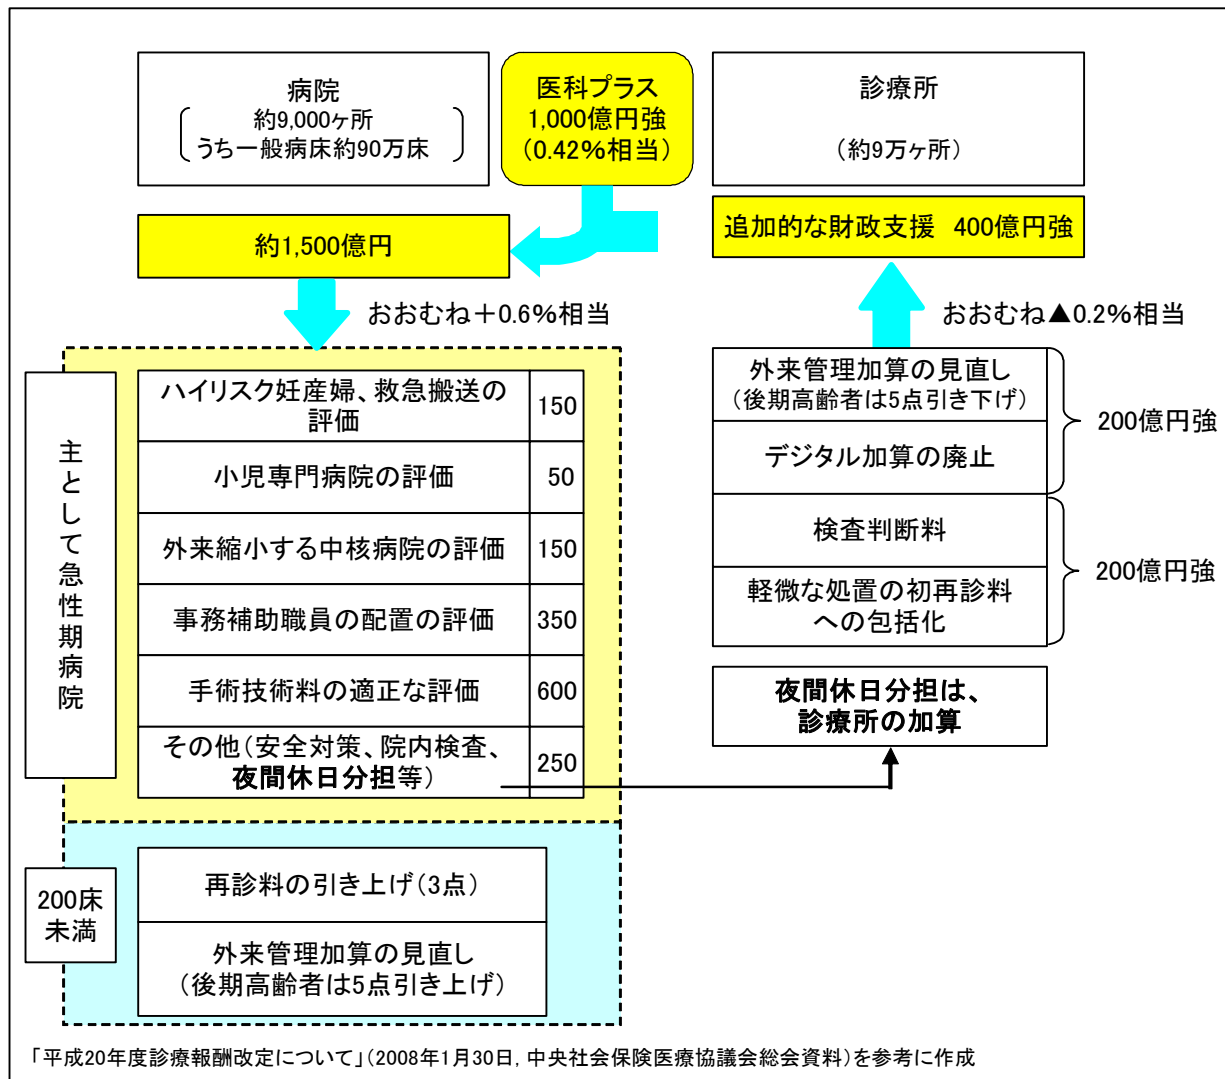 病院
約9,000ヶ所
うち一般病床約90万床
医科プラス
1,000億円強
(0.42%相当)
診療所
(約9万ヶ所)
約1,500億円
追加的な財政支援 400億円強
おおむね＋0.6%相当
おおむね▲0.2%相当
主として急性期病院
ハイリスク妊産婦、救急搬送の
評価
150
小児専門病院の評価
50
外来縮小する中核病院の評価
150
事務補助職員の配置の評価
350
手術技術料の適正な評価
600
その他(安全対策、院内検査、
夜間休日分担等)
250
外来管理加算の見直し
(後期高齢者は5点引き下げ)
デジタル加算の廃止
200億円強
検査判断料
軽微な処置の初再診料
への包括化
200億円強
夜間休日分担は、
診療所の加算
200床
未満
再診料の引き上げ(3点)
外来管理加算の見直し
(後期高齢者は5点引き上げ)
「平成20年度診療報酬改定について」(2008年1月30日, 中央社会保険医療協議会総会資料)を参考に作成